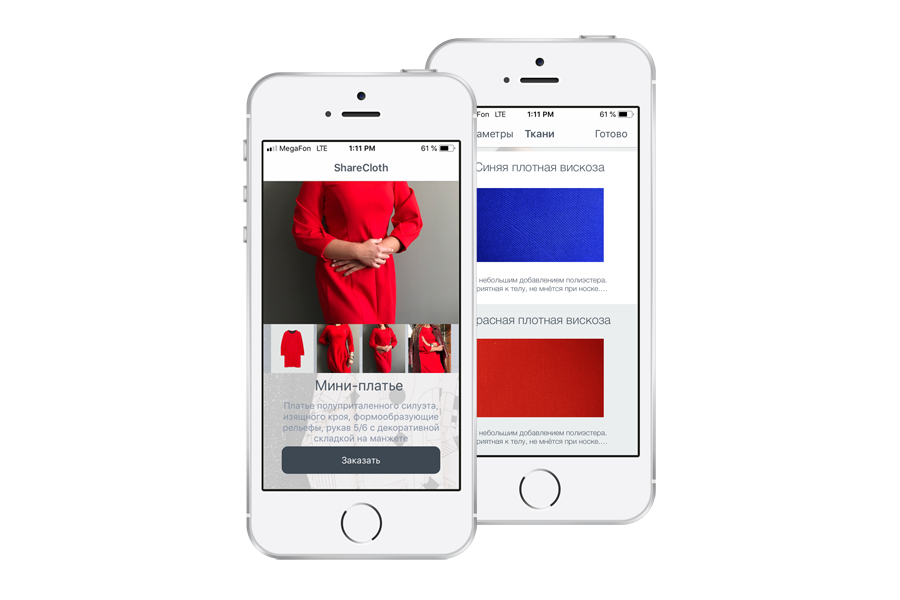 MegaFon LTE 1:11 PM 61 %
ShareCloth
Мини-платье
Платье полуприталенного силуэта,
изящного кроя, формообразующие
рельефы, рукав 5/6 с декоративной
складкой на манжете
Заказать
Fon LTE 1:11 PM 61 %
аметры Ткани Готово
Синяя плотная вискоза
небольшим добавлением полиэстера.
риятная к телу, не мнётся при носке....
расная плотная вискоза
небольшим добавлением полиэстера.
риятная к телу, не мнётся при носке....